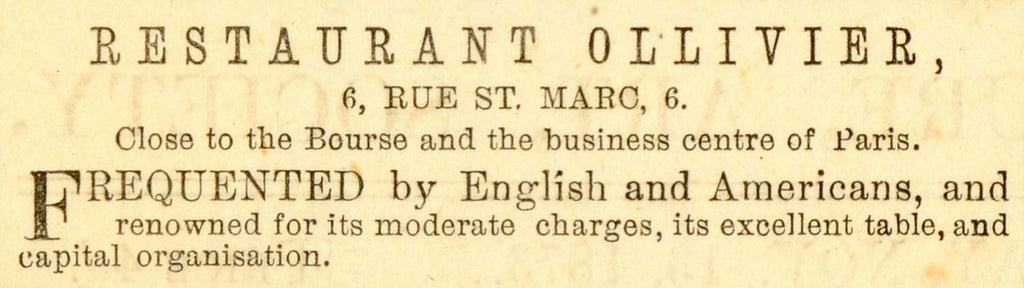 RESTAURANT OLLIVIER,
6, RUE ST. MARC, 6.
Close to the Bourse and the business centre of Paris.
FREQUENTED by English and Americans, and
renowned for its moderate charges, its excellent table, and
capital organisation.